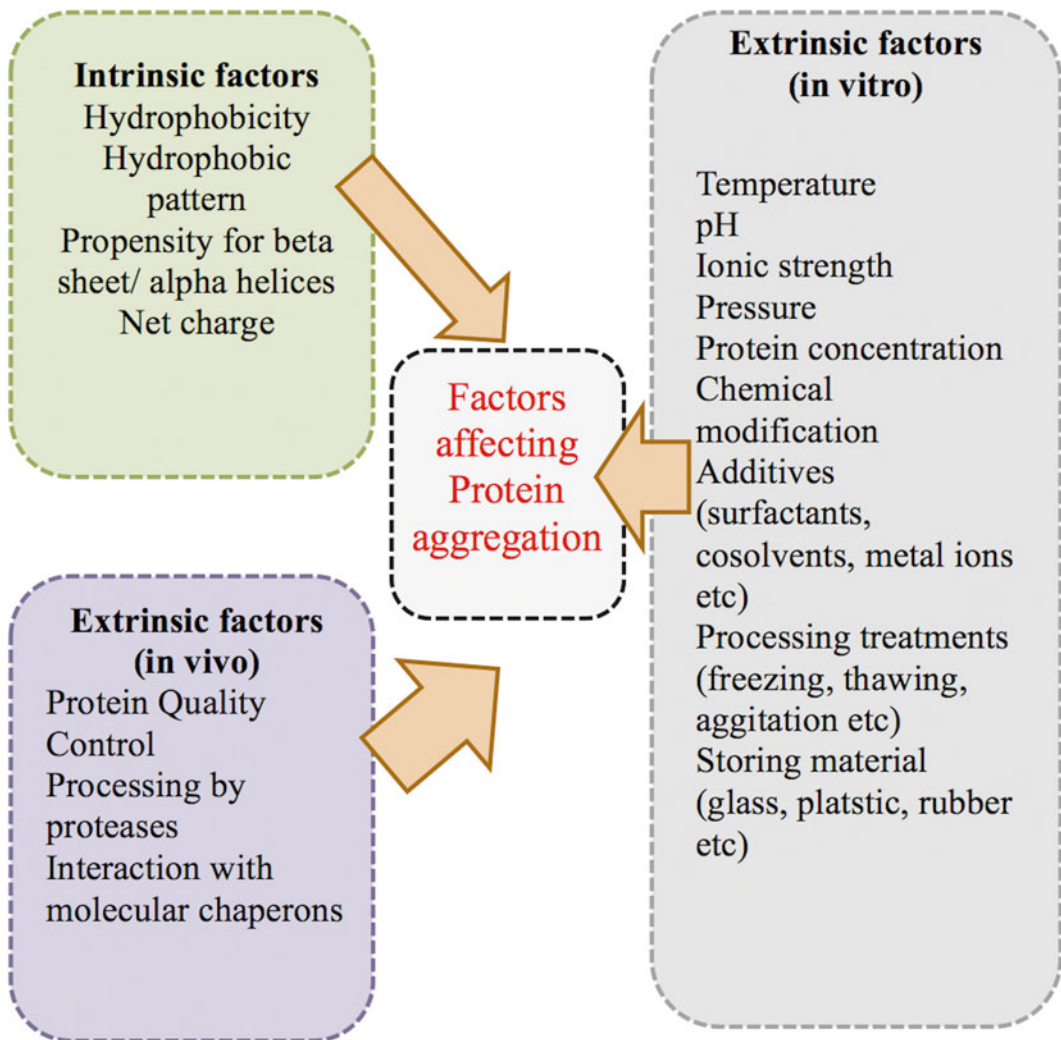 Intrinsic factors
Hydrophobicity
Hydrophobic
pattern
Propensity for beta
sheet/ alpha helices
Net charge
Extrinsic factors
(in vitro)
Temperature
pH
Ionic strength
Pressure
Protein concentration
Chemical
modification
Additives
(surfactants,
cosolvents, metal ions
etc)
Processing treatments
(freezing, thawing,
aggitation etc)
Storing material
(glass, platstic, rubber
etc)
Factors
affecting
Protein
aggregation
Extrinsic factors
(in vivo)
Protein Quality
Control
Processing by
proteases
Interaction with
molecular chaperons